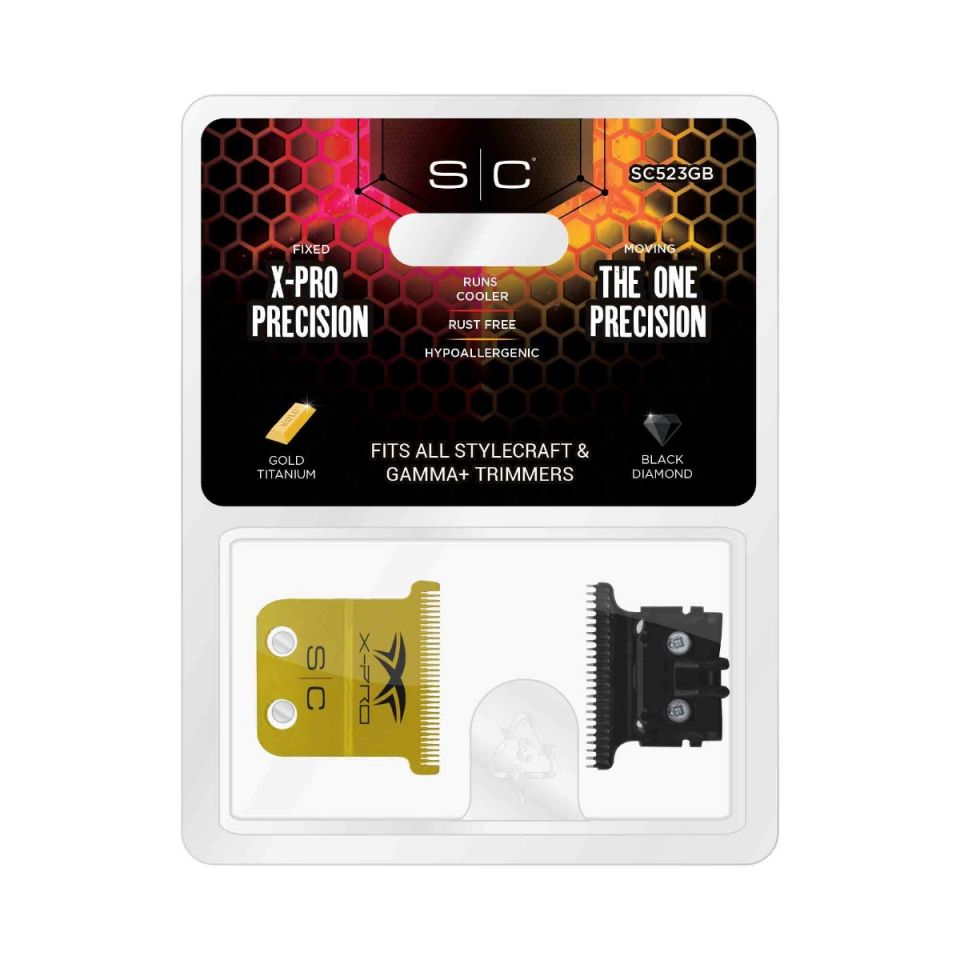 S|C®
SC523GB
FIXED
X-PRO
PRECISION
RUNS
COOLER
RUST FREE
HYPOALLERGENIC
MOVING
THE ONE
PRECISION
GOLD
TITANIUM
FITS ALL STYLECRAFT &
GAMMA+ TRIMMERS
BLACK
DIAMOND
S|C
X-PRO
3